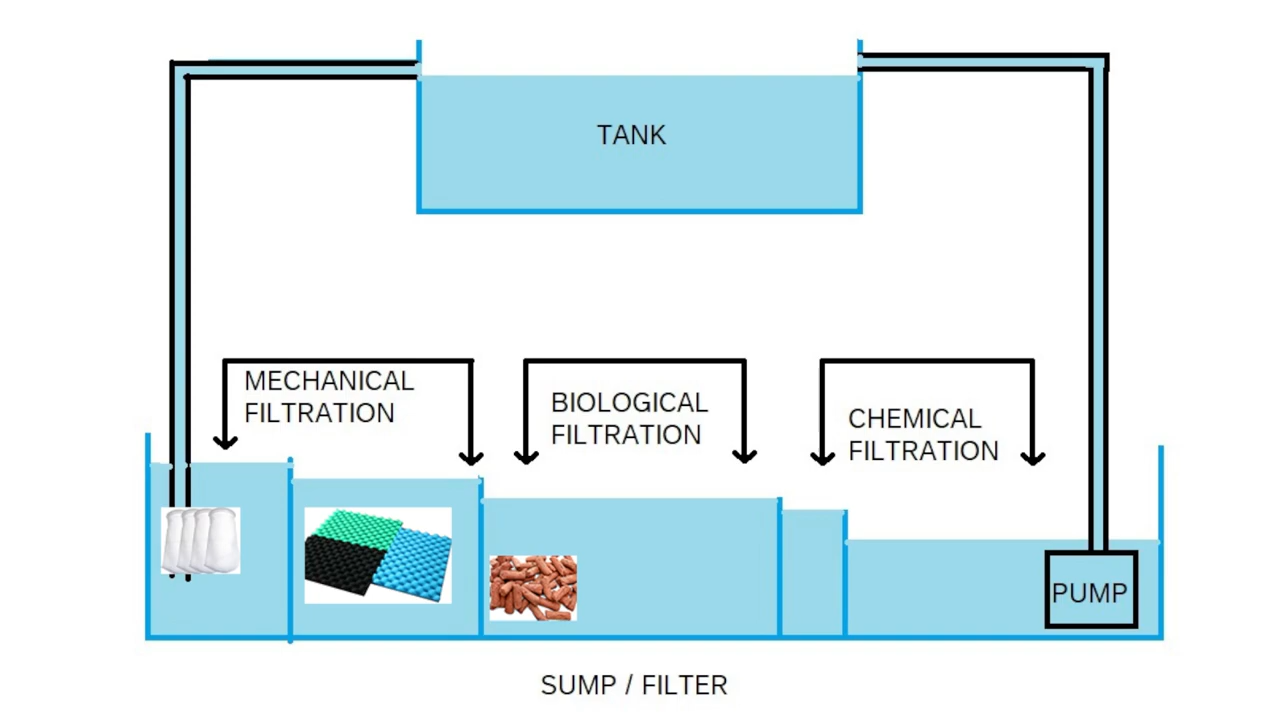 TANK
MECHANICAL
FILTRATION
BIOLOGICAL
FILTRATION
CHEMICAL
FILTRATION
PUMP
SUMP / FILTER